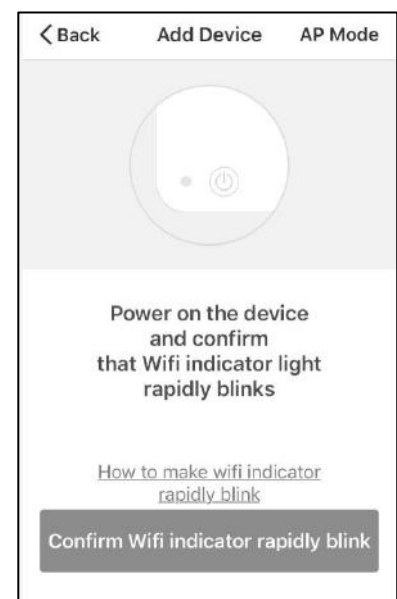 Back Add Device AP Mode
Power on the device
and confirm
that Wifi indicator light
rapidly blinks
How to make wifi indicator
rapidly blink
Confirm Wifi indicator rapidly blink